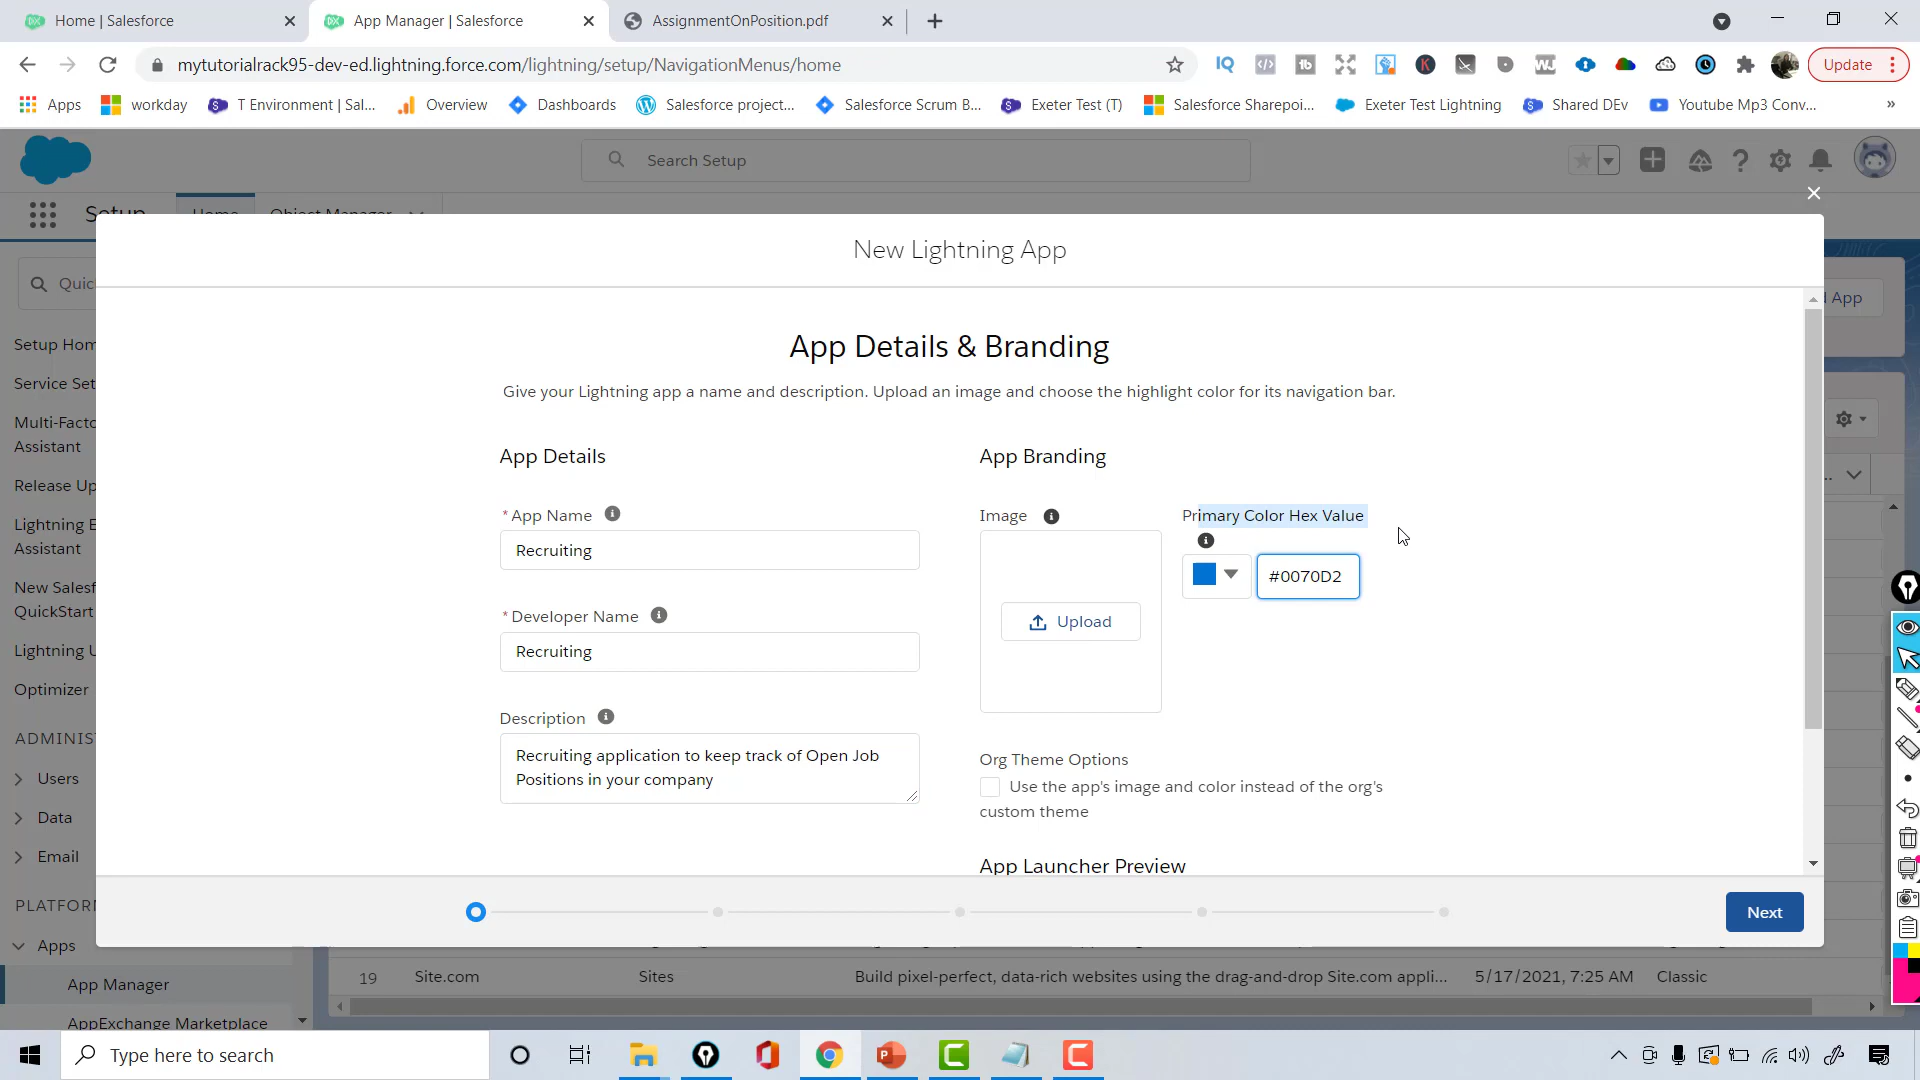 Home | Salesforce
App Manager | Salesforce
AssignmentOnPosition.pdf
mytutorialrack95-dev-ed.lightning.force.com/lightning/setup/NavigationMenus/home
Update
Apps
workday
T Environment | Sal...
Overview
Dashboards
Salesforce project...
Salesforce Scrum B...
Exeter Test (T)
Salesforce Sharepoi...
Exeter Test Lightning
Shared DEv
Youtube Mp3 Conv...
Search Setup
Setup
Home
Object Manager
New Lightning App
Quic
App
Setup Hom
Service Set
Multi-Facto
Assistant
Release Up
Lightning E
Assistant
New Sales
QuickStart
Lightning U
Optimizer
ADMINIS
Users
Data
Email
PLATFOR
Apps
App Manager
AppExchange Marketplace
App Details & Branding
Give your Lightning app a name and description. Upload an image and choose the highlight color for its navigation bar.
App Details
* App Name
Recruiting
* Developer Name
Recruiting
Description
Recruiting application to keep track of Open Job
Positions in your company
App Branding
Image
Upload
Primary Color Hex Value
#0070D2
Org Theme Options
Use the app's image and color instead of the org's
custom theme
App Launcher Preview
Next
19 Site.com Sites Build pixel-perfect, data-rich websites using the drag-and-drop Site.com appli... 5/17/2021, 7:25 AM Classic
Type here to search